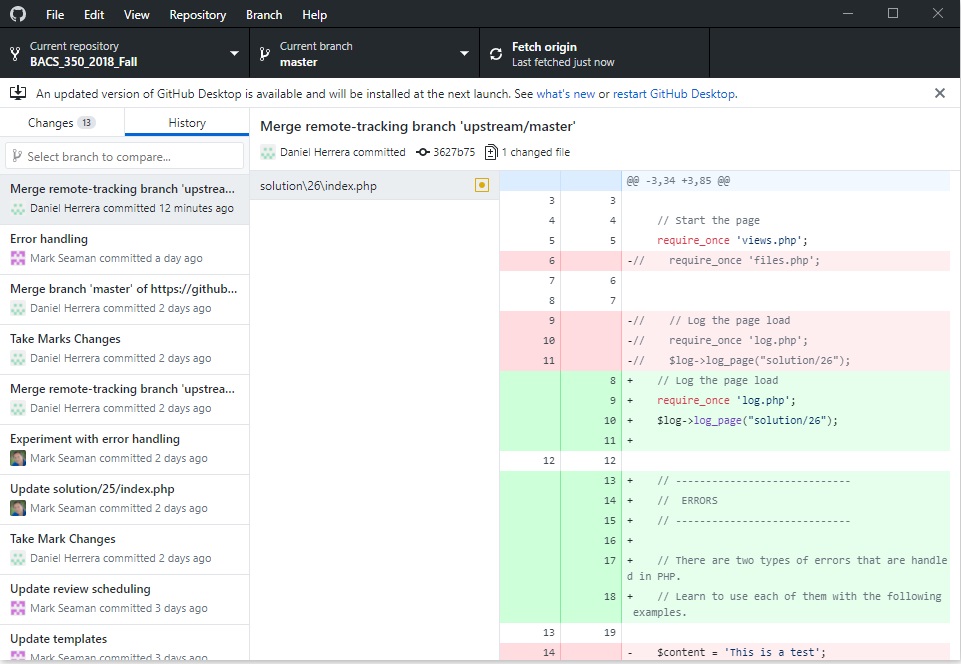 File Edit View Repository Branch Help
Current repository
BACS_350_2018_Fall
Current branch
master
Fetch origin
Last fetched just now
An updated version of GitHub Desktop is available and will be installed at the next launch. See what's new or restart GitHub Desktop.
Changes 13 History
Select branch to compare...
Merge remote-tracking branch 'upstrea...
Daniel Herrera committed 12 minutes ago
Error handling
Mark Seaman committed a day ago
Merge branch 'master' of https://github...
Daniel Herrera committed 2 days ago
Take Marks Changes
Daniel Herrera committed 2 days ago
Merge remote-tracking branch 'upstrea...
Daniel Herrera committed 2 days ago
Experiment with error handling
Mark Seaman committed 2 days ago
Update solution/25/index.php
Mark Seaman committed 2 days ago
Take Mark Changes
Daniel Herrera committed 2 days ago
Update review scheduling
Mark Seaman committed 3 days ago
Update templates
Mark Seaman committed 3 days ago
Merge remote-tracking branch 'upstream/master'
Daniel Herrera committed 3627b75 1 changed file
solution\26\index.php
@@ -3,34 +3,85 @@
3 3
4 4 // Start the page
5 5 require_once 'views.php';
6 -// require_once 'files.php';
7 6
8 7
9 -// // Log the page load
10 -// require_once 'log.php';
11 -// $log->log_page("solution/26");
8 + // Log the page load
9 + require_once 'log.php';
10 + $log->log_page("solution/26");
11 +
12 12
13 + // ----------------------------
14 + // ERRORS
15 + // ----------------------------
16 +
17 + // There are two types of errors that are handle
d in PHP.
18 + // Learn to use each of them with the following
examples.
13 19
14 - $content = 'This is a test';